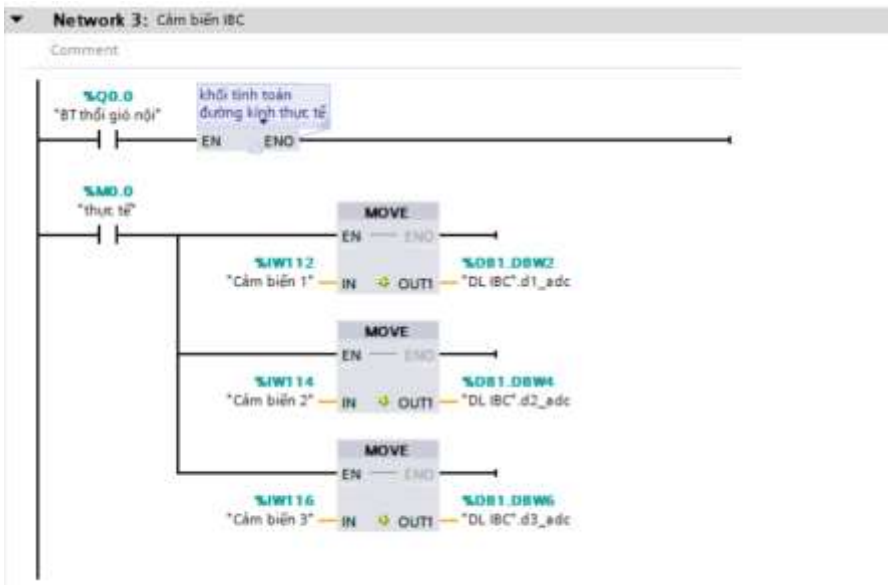 Network 3: Cảm biến IBC
Comment
%Q0.0
"BT thổi gió nội"
khối tính toán
đường kính thực tế
EN ENO
%M0.0
"thực tế"
MOVE
EN ENO
%IW112
"Cảm biến 1"
IN OUT1
%DB1.DBW2
"DL IBC".d1_adc
MOVE
EN ENO
%IW114
"Cảm biến 2"
IN OUT1
%DB1.DBW4
"DL IBC".d2_adc
MOVE
EN ENO
%IW116
"Cảm biến 3"
IN OUT1
%DB1.DBW6
"DL IBC".d3_adc